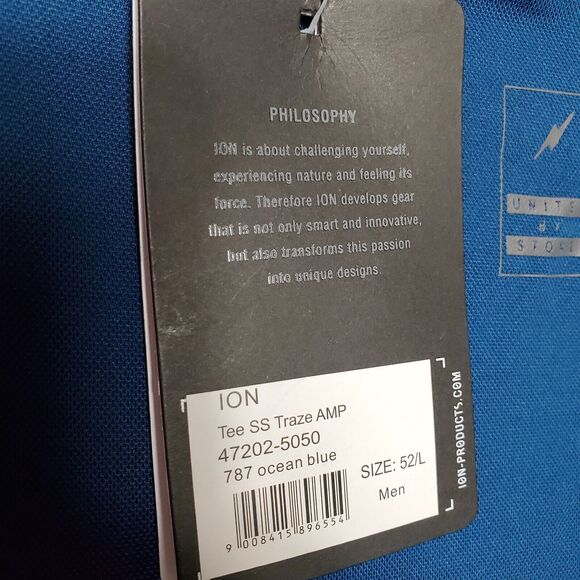 PHILOSOPHY
ION is about challenging yourself,
experiencing nature and feeling its
force. Therefore ION develops gear
that is not only smart and innovative,
but also transforms this passion
into unique designs.
ION
Tee SS Traze AMP
47202-5050
787 ocean blue
SIZE: 52/L
Men
9 008415 896554
ION-PRODUCTS.COM
UNITE
BY